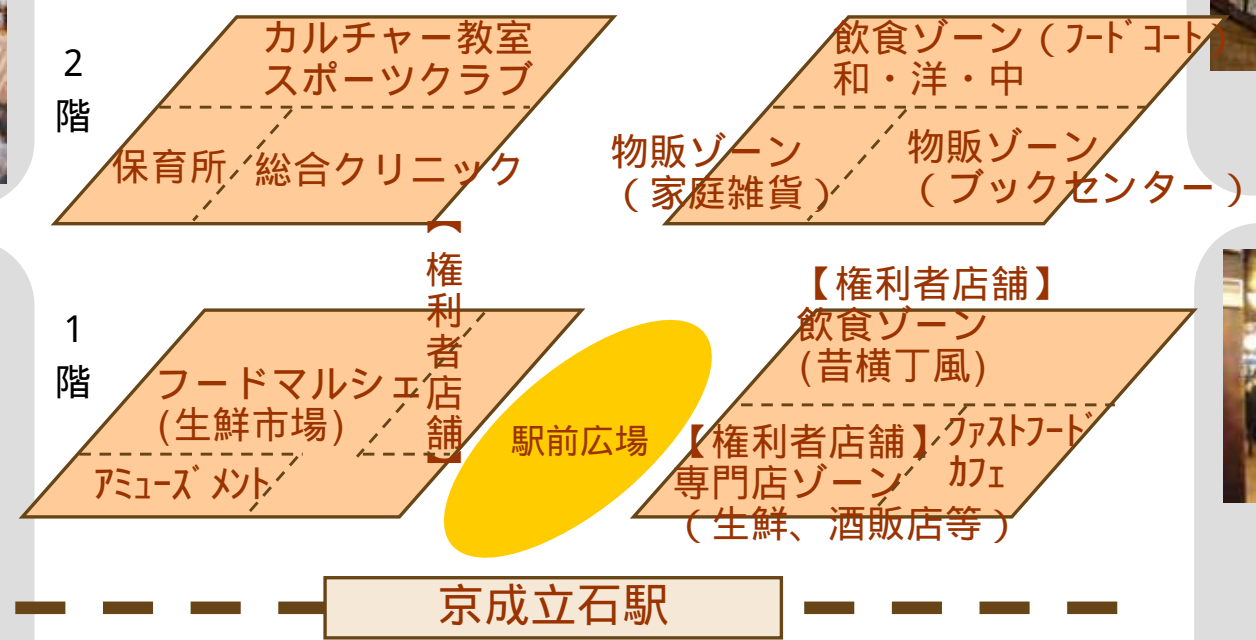 2
階
カルチャー教室
スポーツクラブ
保育所
総合クリニック
飲食ゾーン(フードコート)
和・洋・中
物販ゾーン
(家庭雑貨)
物販ゾーン
(ブックセンター)
1
階
フードマルシェ
(生鮮市場)
アミューズメント
【権利者店舗】
駅前広場
【権利者店舗】
飲食ゾーン
(昔横丁風)
【権利者店舗】
専門店ゾーン
(生鮮、酒販店等)
ファストフード
カフェ
京成立石駅